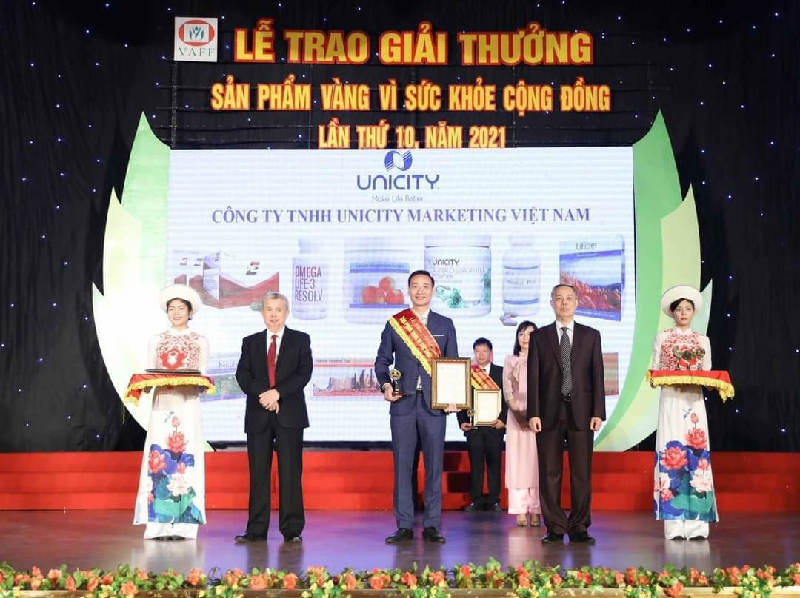 VAFF
LỄ TRAO GIẢI THƯỞNG
SẢN PHẨM VÀNG VÌ SỨC KHỎE CỘNG ĐỒNG
LẦN THỨ 10, NĂM 2021
UNICITY
Make Life Better
CÔNG TY TNHH UNICITY MARKETING VIỆT NAM
OMEGA
LIFE-3
RESOLV
UNICITY
POWDER